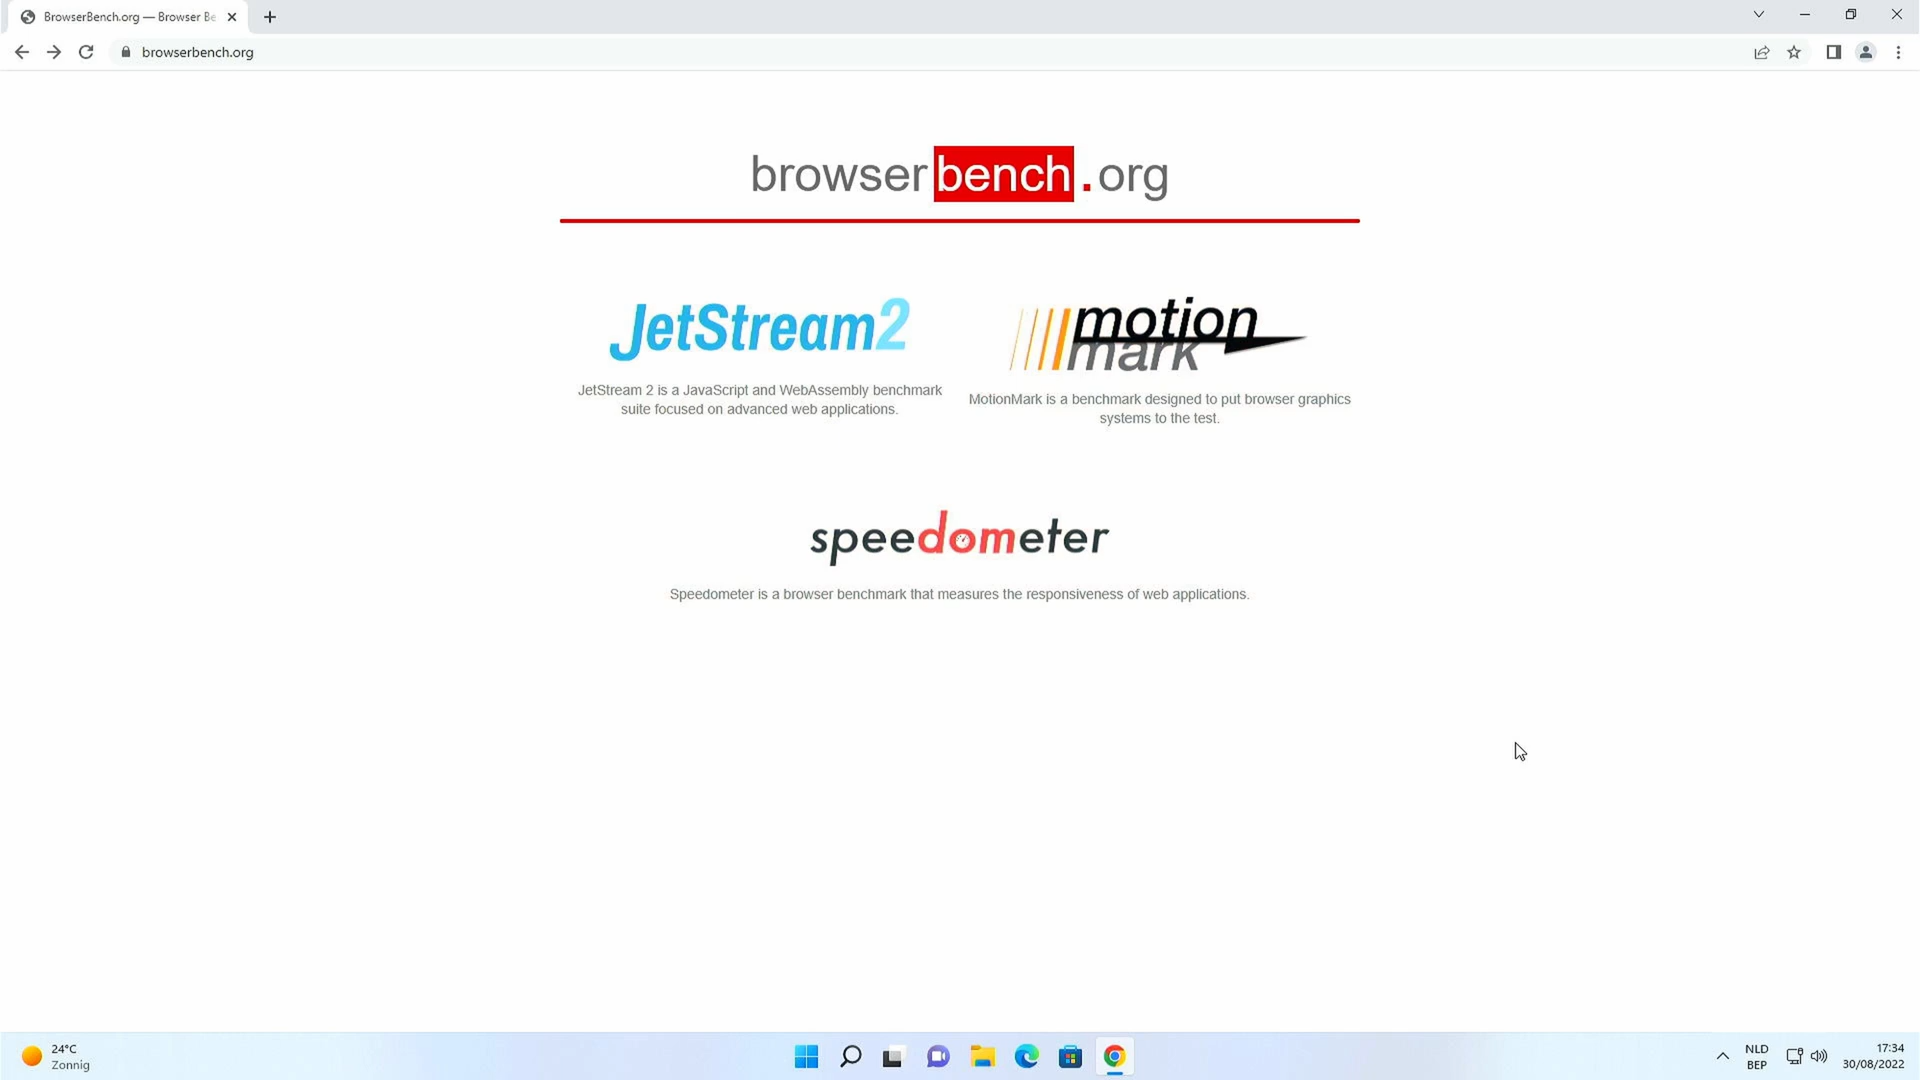 BrowserBench.org — Browser Be
browserbench.org
browserbench.org
JetStream2
motion
mark
JetStream 2 is a JavaScript and WebAssembly benchmark
suite focused on advanced web applications.
MotionMark is a benchmark designed to put browser graphics
systems to the test.
speedometer
Speedometer is a browser benchmark that measures the responsiveness of web applications.
24°C
Zonnig
NLD
BEP
17:34
30/08/2022